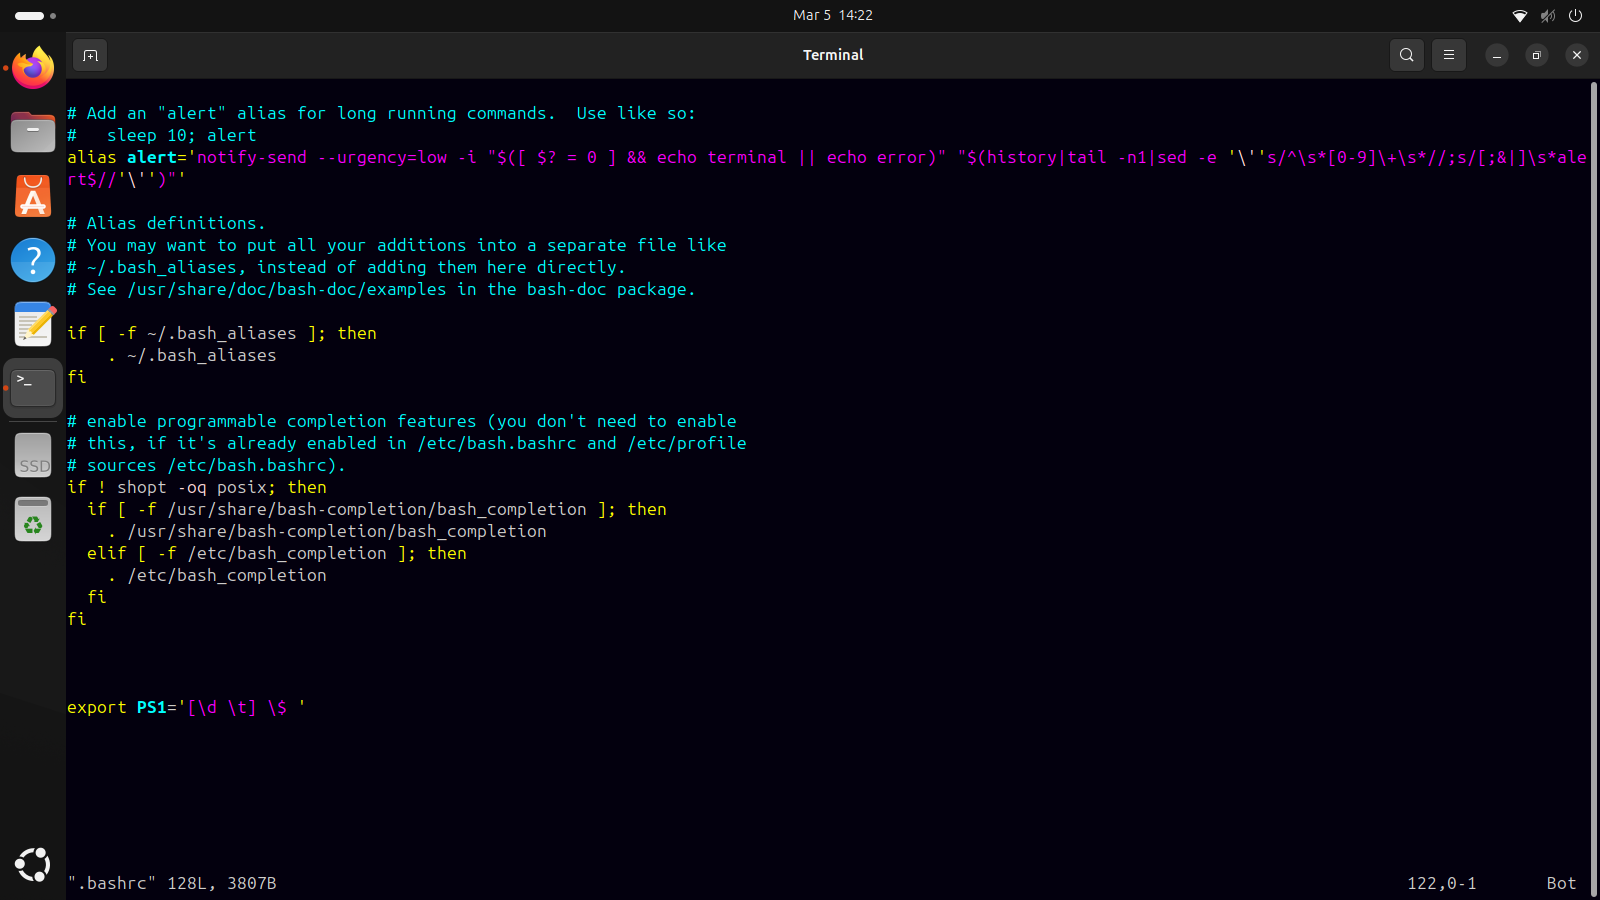 Mar 5 14:22
Terminal
# Add an "alert" alias for long running commands.  Use like so:
#   sleep 10; alert
alias alert='notify-send --urgency=low -i "$([ $? = 0 ] && echo terminal || echo error)" "$(history|tail -n1|sed -e '\''s/^\s*[0-9]\+\s*//;s/[;&|]\s*ale
rt$//'\'')"'
# Alias definitions.
# You may want to put all your additions into a separate file like
# ~/.bash_aliases, instead of adding them here directly.
# See /usr/share/doc/bash-doc/examples in the bash-doc package.
if [ -f ~/.bash_aliases ]; then
    . ~/.bash_aliases
fi
# enable programmable completion features (you don't need to enable
# this, if it's already enabled in /etc/bash.bashrc and /etc/profile
# sources /etc/bash.bashrc).
if ! shopt -oq posix; then
  if [ -f /usr/share/bash-completion/bash_completion ]; then
    . /usr/share/bash-completion/bash_completion
  elif [ -f /etc/bash_completion ]; then
    . /etc/bash_completion
  fi
fi
export PS1='[\d \t] \$ '
".bashrc" 128L, 3807B 122,0-1 Bot
SSD